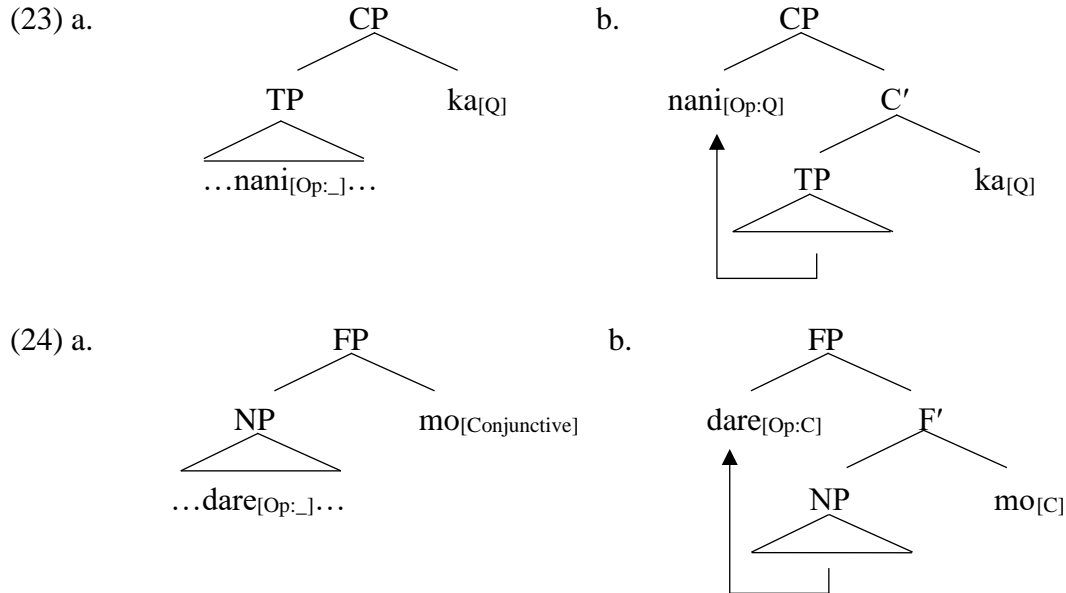 (23) a. CP b. CP
TP ka[Q] nani[Op:Q] C′
…nani[Op:_]… TP ka[Q]
(24) a. FP b. FP
NP mo[Conjunctive] dare[Op:C] F′
…dare[Op:_]… NP mo[C]